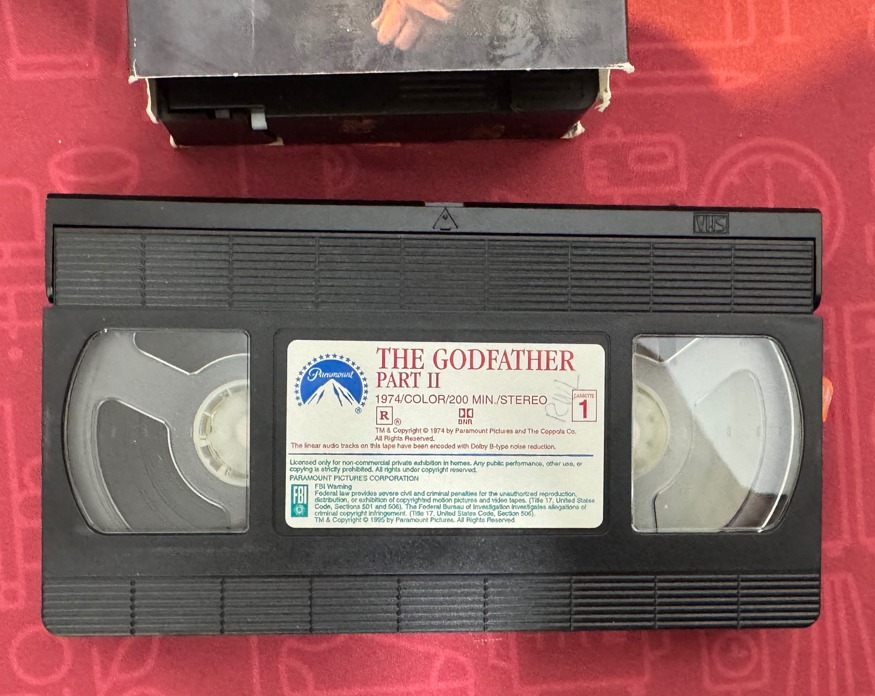 VHS
Paramount
®
THE GODFATHER
PART II
1974/COLOR/200 MIN./STEREO
CASSETTE
1
R ®
DNR
TM & Copyright © 1974 by Paramount Pictures and The Coppola Co.
All Rights Reserved.
The linear audio tracks on this tape have been encoded with Dolby B-type noise reduction.
Licensed only for non-commercial private exhibition in homes. Any public performance, other use, or
copying is strictly prohibited. All rights under copyright reserved.
PARAMOUNT PICTURES CORPORATION
FBI
FBI Warning
Federal law provides severe civil and criminal penalties for the unauthorized reproduction,
distribution, or exhibition of copyrighted motion pictures and video tapes. (Title 17, United States
Code, Sections 501 and 506). The Federal Bureau of Investigation investigates allegations of
criminal copyright infringement. (Title 17, United States Code, Section 506).
TM & Copyright © 1995 by Paramount Pictures. All Rights Reserved